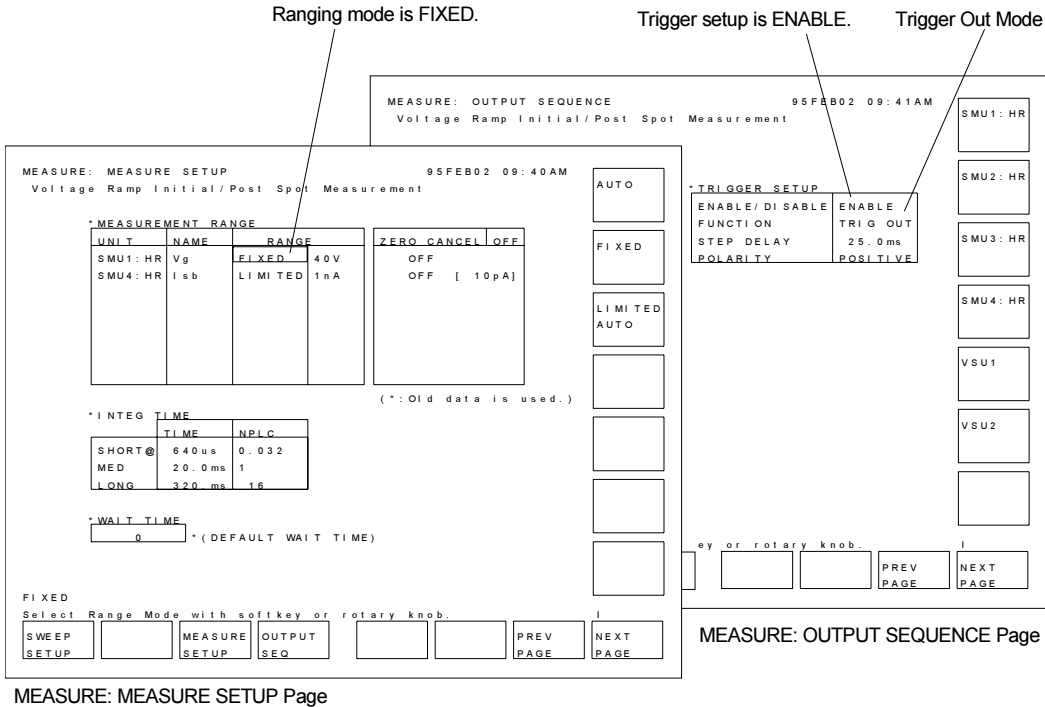 Ranging mode is FIXED.
Trigger setup is ENABLE.
Trigger Out Mode
MEASURE: OUTPUT SEQUENCE 95FEB02 09:41AM
Voltage Ramp Initial/Post Spot Measurement
SMU1:HR
SMU2:HR
SMU3:HR
SMU4:HR
VSU1
VSU2
*TRIGGER SETUP
ENABLE/DISABLE ENABLE
FUNCTION TRIG OUT
STEP DELAY 25.0ms
POLARITY POSITIVE
ey or rotary knob.
PREV PAGE
NEXT PAGE
MEASURE: OUTPUT SEQUENCE Page
MEASURE: MEASURE SETUP 95FEB02 09:40AM
Voltage Ramp Initial/Post Spot Measurement
AUTO
FIXED
LIMITED AUTO
*MEASUREMENT RANGE
UNIT NAME RANGE ZERO CANCEL OFF
SMU1:HR Vg FIXED 40V OFF
SMU4:HR Isb LIMITED 1nA OFF [ 10pA]
(*:Old data is used.)
*INTEG TIME
TIME NPLC
SHORT@ 640us 0.032
MED 20.0ms 1
LONG 320.ms 16
*WAIT TIME
0 *(DEFAULT WAIT TIME)
FIXED
Select Range Mode with softkey or rotary knob.
SWEEP SETUP
MEASURE SETUP
OUTPUT SEQ
PREV PAGE
NEXT PAGE
MEASURE: MEASURE SETUP Page